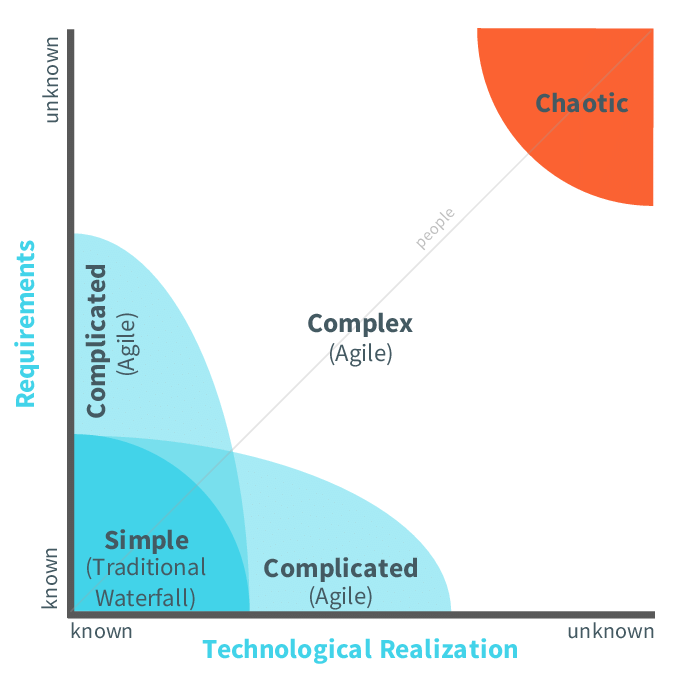 unknown
Chaotic
people
Requirements
Complicated
(Agile)
Complex
(Agile)
Simple
(Traditional
Waterfall)
Complicated
(Agile)
known
known
unknown
Technological Realization